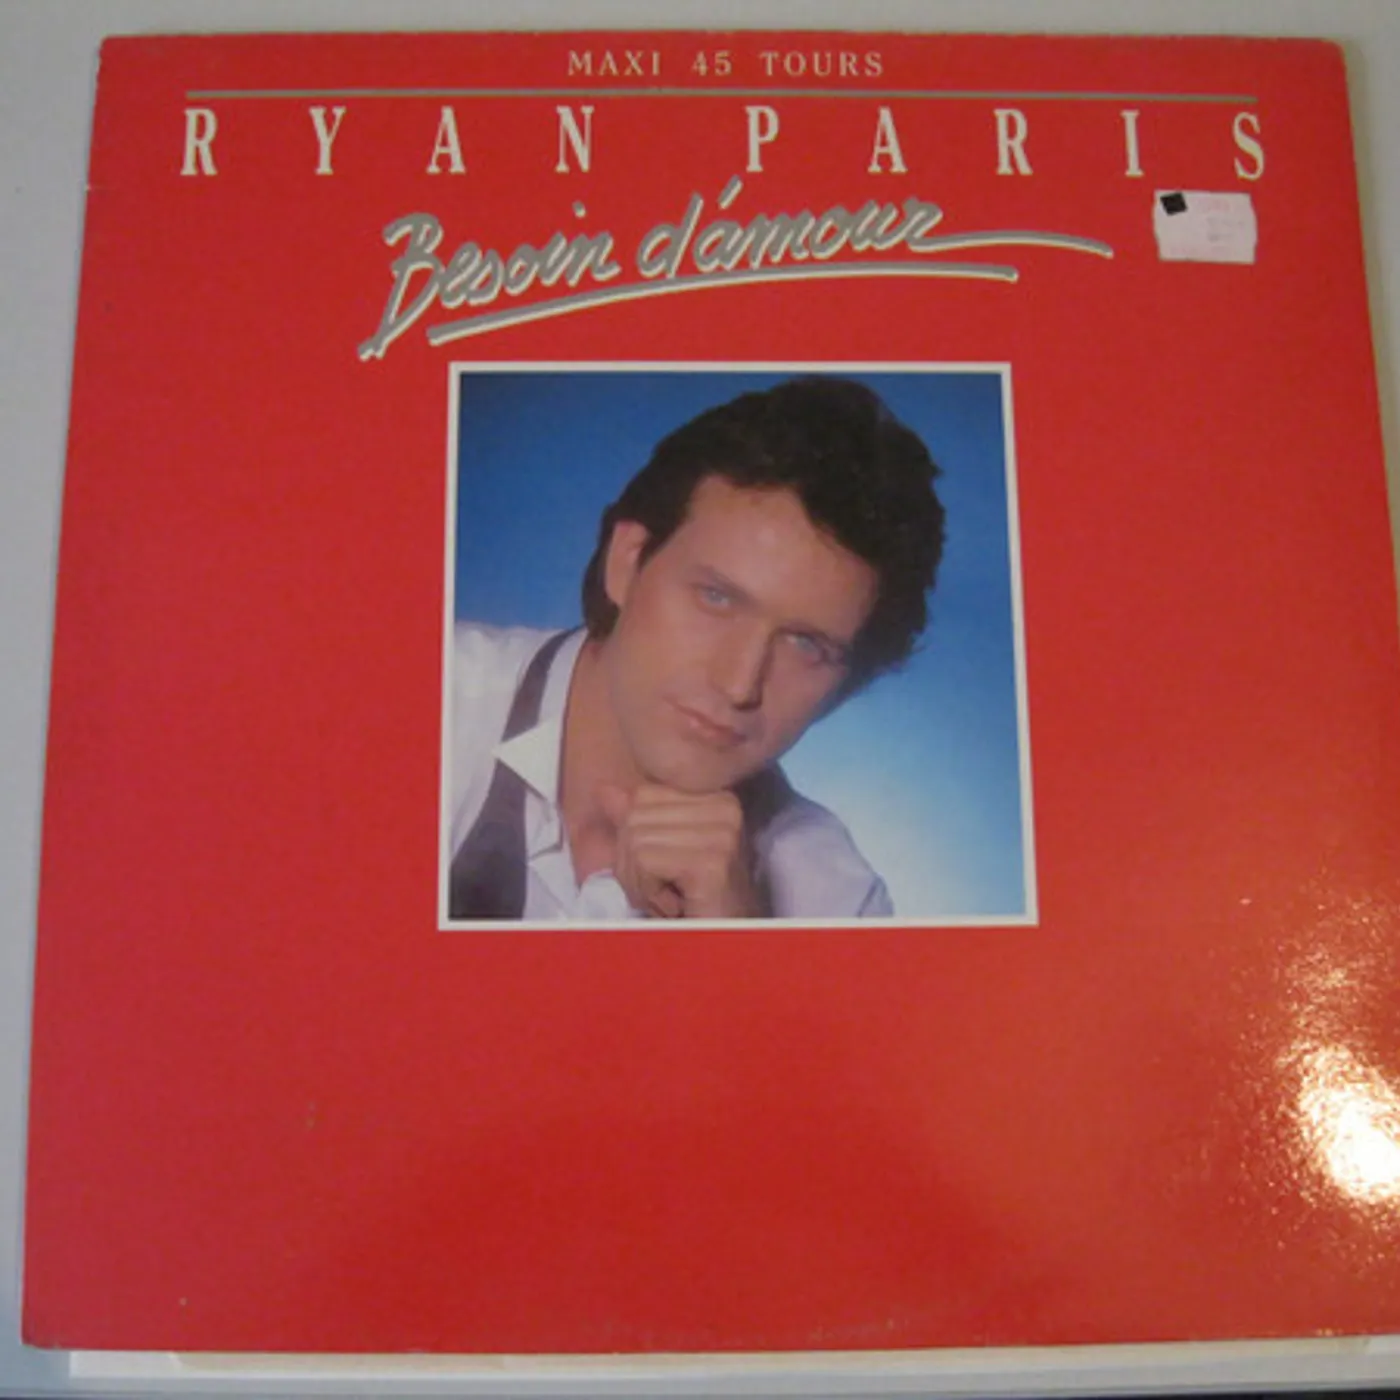 MAXI 45 TOURS
RYAN PARIS
Besoin d'amour